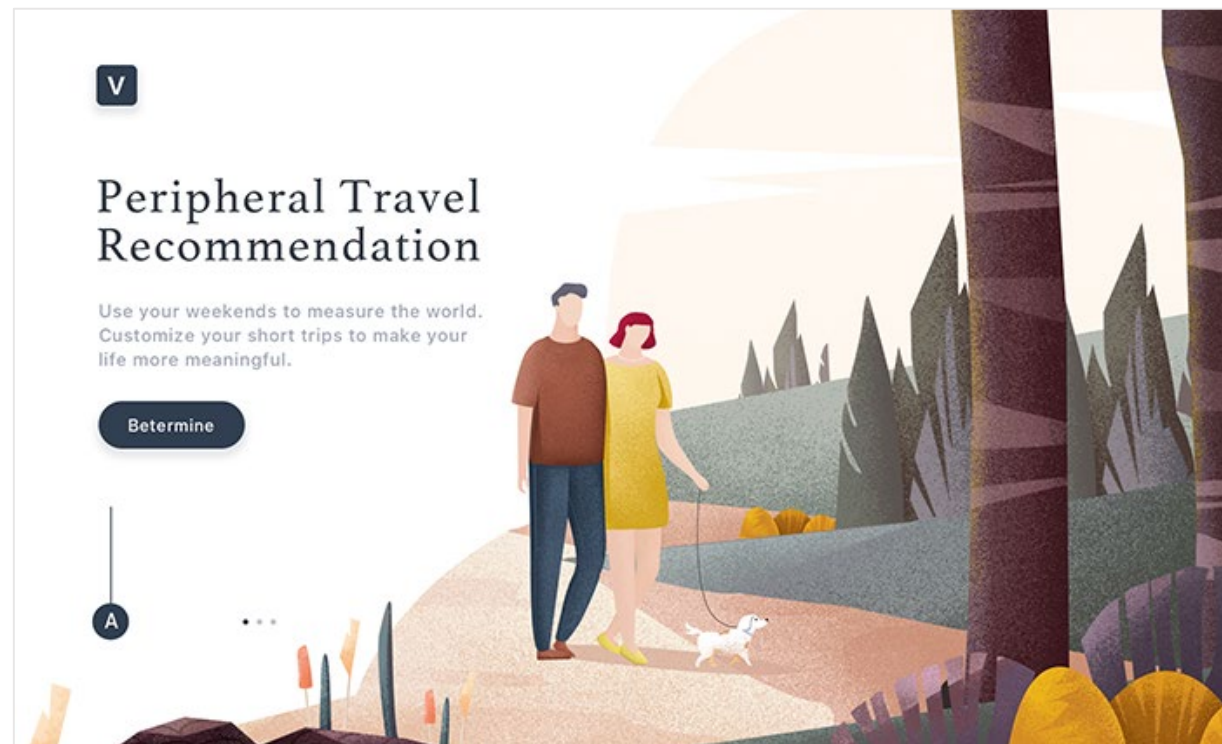 V
Peripheral Travel
Recommendation
Use your weekends to measure the world.
Customize your short trips to make your
life more meaningful.
Betermine
A